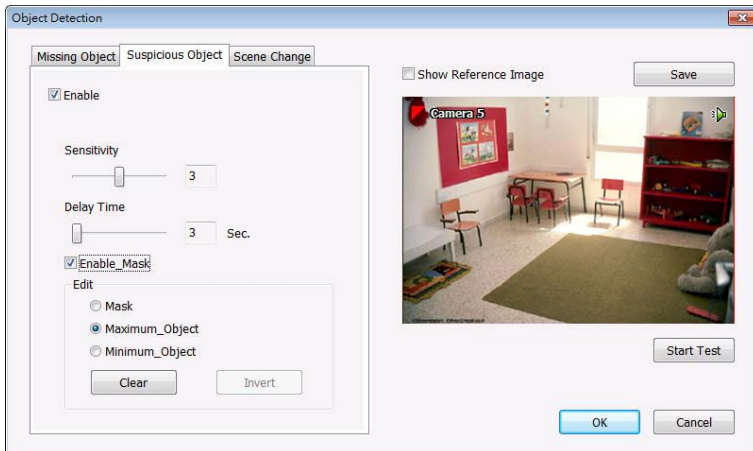 Object Detection
Missing Object
Suspicious Object
Scene Change
Enable
Sensitivity
3
Delay Time
3 Sec.
Enable_Mask
Edit
Mask
Maximum_Object
Minimum_Object
Clear
Invert
Show Reference Image
Save
Camera 5
Start Test
OK
Cancel